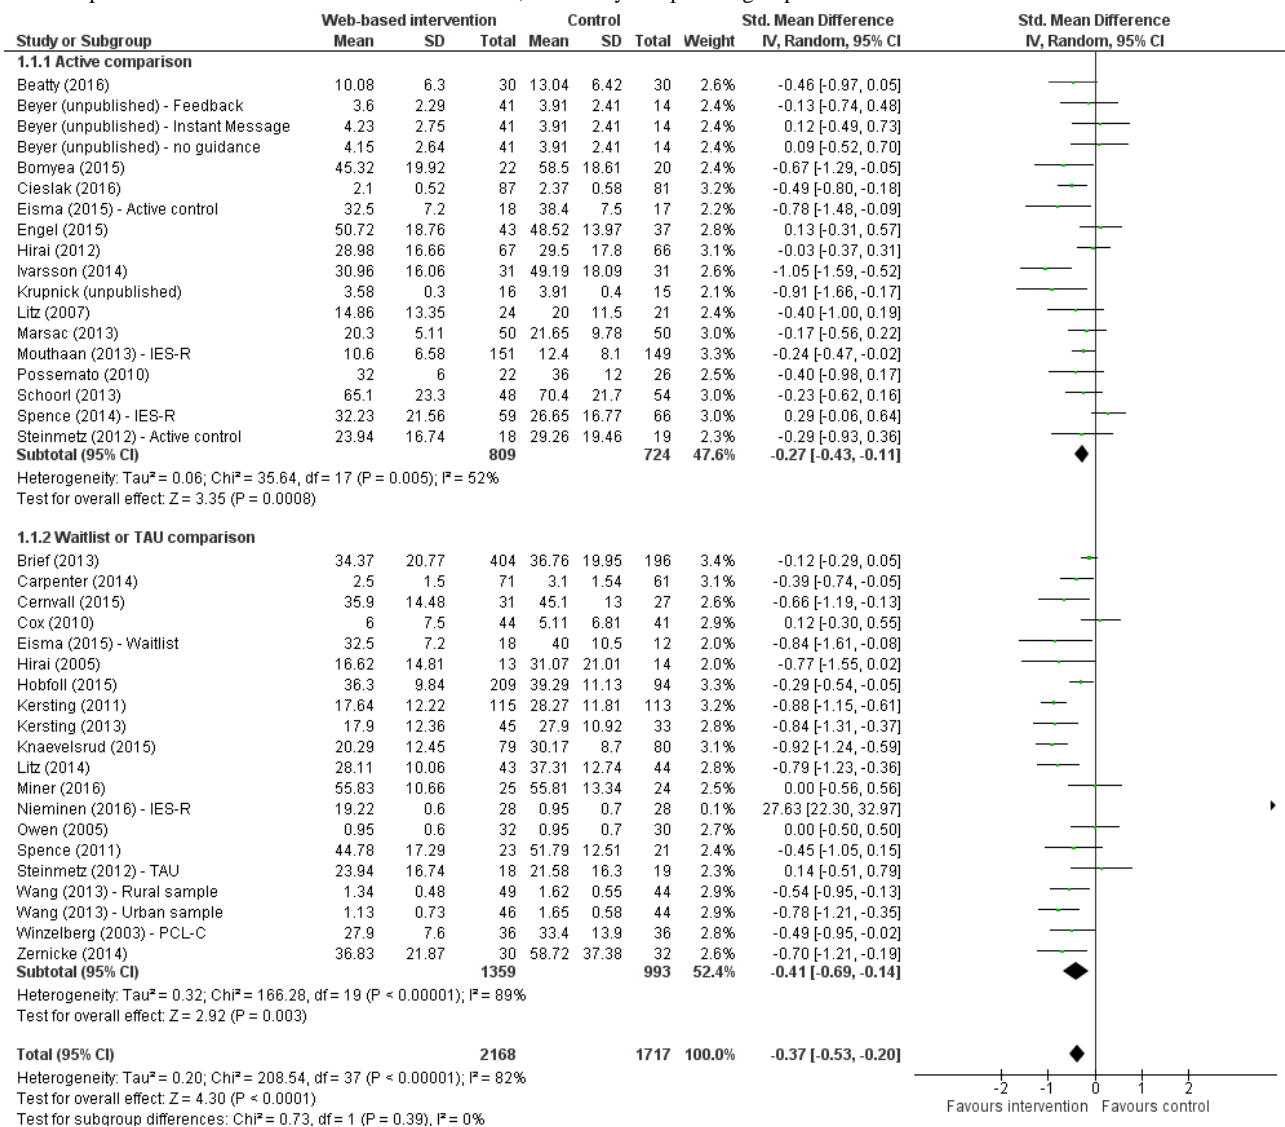 Web-based intervention Control Std. Mean Difference Std. Mean Difference
Study or Subgroup Mean SD Total Mean SD Total Weight IV, Random, 95% CI IV, Random, 95% CI
1.1.1 Active comparison
Beatty (2016) 10.08 6.3 30 13.04 6.42 30 2.6% -0.46 [-0.97, 0.05]
Beyer (unpublished) - Feedback 3.6 2.29 41 3.91 2.41 14 2.4% -0.13 [-0.74, 0.48]
Beyer (unpublished) - Instant Message 4.23 2.75 41 3.91 2.41 14 2.4% 0.12 [-0.49, 0.73]
Beyer (unpublished) - no guidance 4.15 2.64 41 3.91 2.41 14 2.4% 0.09 [-0.52, 0.70]
Bomyea (2015) 45.32 19.92 22 58.5 18.61 20 2.4% -0.67 [-1.29, -0.05]
Cieslak (2016) 2.1 0.52 87 2.37 0.58 81 3.2% -0.49 [-0.80, -0.18]
Eisma (2015) - Active control 32.5 7.2 18 38.4 7.5 17 2.2% -0.78 [-1.48, -0.09]
Engel (2015) 50.72 18.76 43 48.52 13.97 37 2.8% 0.13 [-0.31, 0.57]
Hirai (2012) 28.98 16.66 67 29.5 17.8 66 3.1% -0.03 [-0.37, 0.31]
Ivarsson (2014) 30.96 16.06 31 49.19 18.09 31 2.6% -1.05 [-1.59, -0.52]
Krupnick (unpublished) 3.58 0.3 16 3.91 0.4 15 2.1% -0.91 [-1.66, -0.17]
Litz (2007) 14.86 13.35 24 20 11.5 21 2.4% -0.40 [-1.00, 0.19]
Marsac (2013) 20.3 5.11 50 21.65 9.78 50 3.0% -0.17 [-0.56, 0.22]
Mouthaan (2013) - IES-R 10.6 6.58 151 12.4 8.1 149 3.3% -0.24 [-0.47, -0.02]
Possemato (2010) 32 6 22 36 12 26 2.5% -0.40 [-0.98, 0.17]
Schoorl (2013) 65.1 23.3 48 70.4 21.7 54 3.0% -0.23 [-0.62, 0.16]
Spence (2014) - IES-R 32.23 21.56 59 26.65 16.77 66 3.0% 0.29 [-0.06, 0.64]
Steinmetz (2012) - Active control 23.94 16.74 18 29.26 19.46 19 2.3% -0.29 [-0.93, 0.36]
Subtotal (95% CI) 809 724 47.6% -0.27 [-0.43, -0.11]
Heterogeneity: Tau² = 0.06; Chi² = 35.64, df = 17 (P = 0.005); I² = 52%
Test for overall effect: Z = 3.35 (P = 0.0008)
1.1.2 Waitlist or TAU comparison
Brief (2013) 34.37 20.77 404 36.76 19.95 196 3.4% -0.12 [-0.29, 0.05]
Carpenter (2014) 2.5 1.5 71 3.1 1.54 61 3.1% -0.39 [-0.74, -0.05]
Cernvall (2015) 35.9 14.48 31 45.1 13 27 2.6% -0.66 [-1.19, -0.13]
Cox (2010) 6 7.5 44 5.11 6.81 41 2.9% 0.12 [-0.30, 0.55]
Eisma (2015) - Waitlist 32.5 7.2 18 40 10.5 12 2.0% -0.84 [-1.61, -0.08]
Hirai (2005) 16.62 14.81 13 31.07 21.01 14 2.0% -0.77 [-1.55, 0.02]
Hobfoll (2015) 36.3 9.84 209 39.29 11.13 94 3.3% -0.29 [-0.54, -0.05]
Kersting (2011) 17.64 12.22 115 28.27 11.81 113 3.2% -0.88 [-1.15, -0.61]
Kersting (2013) 17.9 12.36 45 27.9 10.92 33 2.8% -0.84 [-1.31, -0.37]
Knaevelsrud (2015) 20.29 12.45 79 30.17 8.7 80 3.1% -0.92 [-1.24, -0.59]
Litz (2014) 28.11 10.06 43 37.31 12.74 44 2.8% -0.79 [-1.23, -0.36]
Miner (2016) 55.83 10.66 25 55.81 13.34 24 2.5% 0.00 [-0.56, 0.56]
Nieminen (2016) - IES-R 19.22 0.6 28 0.95 0.7 28 0.1% 27.63 [22.30, 32.97]
Owen (2005) 0.95 0.6 32 0.95 0.7 30 2.7% 0.00 [-0.50, 0.50]
Spence (2011) 44.78 17.29 23 51.79 12.51 21 2.4% -0.45 [-1.05, 0.15]
Steinmetz (2012) - TAU 23.94 16.74 18 21.58 16.3 19 2.3% 0.14 [-0.51, 0.79]
Wang (2013) - Rural sample 1.34 0.48 49 1.62 0.55 44 2.9% -0.54 [-0.95, -0.13]
Wang (2013) - Urban sample 1.13 0.73 46 1.65 0.58 44 2.9% -0.78 [-1.21, -0.35]
Winzelberg (2003) - PCL-C 27.9 7.6 36 33.4 13.9 36 2.8% -0.49 [-0.95, -0.02]
Zernicke (2014) 36.83 21.87 30 58.72 37.38 32 2.6% -0.70 [-1.21, -0.19]
Subtotal (95% CI) 1359 993 52.4% -0.41 [-0.69, -0.14]
Heterogeneity: Tau² = 0.32; Chi² = 166.28, df = 19 (P < 0.00001); I² = 89%
Test for overall effect: Z = 2.92 (P = 0.003)
Total (95% CI) 2168 1717 100.0% -0.37 [-0.53, -0.20]
Heterogeneity: Tau² = 0.20; Chi² = 208.54, df = 37 (P < 0.00001); I² = 82%
Test for overall effect: Z = 4.30 (P < 0.0001)
Test for subgroup differences: Chi² = 0.73, df = 1 (P = 0.39), I² = 0%
-2 -1 0 1 2
Favours intervention Favours control